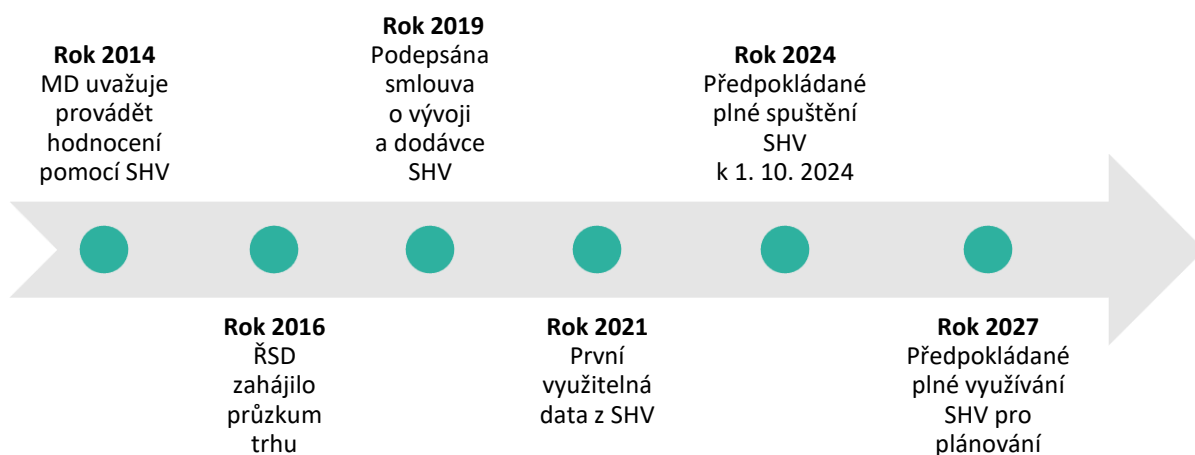 Rok 2014
MD uvažuje
provádět
hodnocení
pomocí SHV
Rok 2016
ŘSD
zahájilo
průzkum
trhu
Rok 2019
Podepsána
smlouva
o vývoji
a dodávce
SHV
Rok 2021
První
využitelná
data z SHV
Rok 2024
Předpokládané
plné spuštění
SHV
k 1. 10. 2024
Rok 2027
Předpokládané
plné využívání
SHV pro
plánování